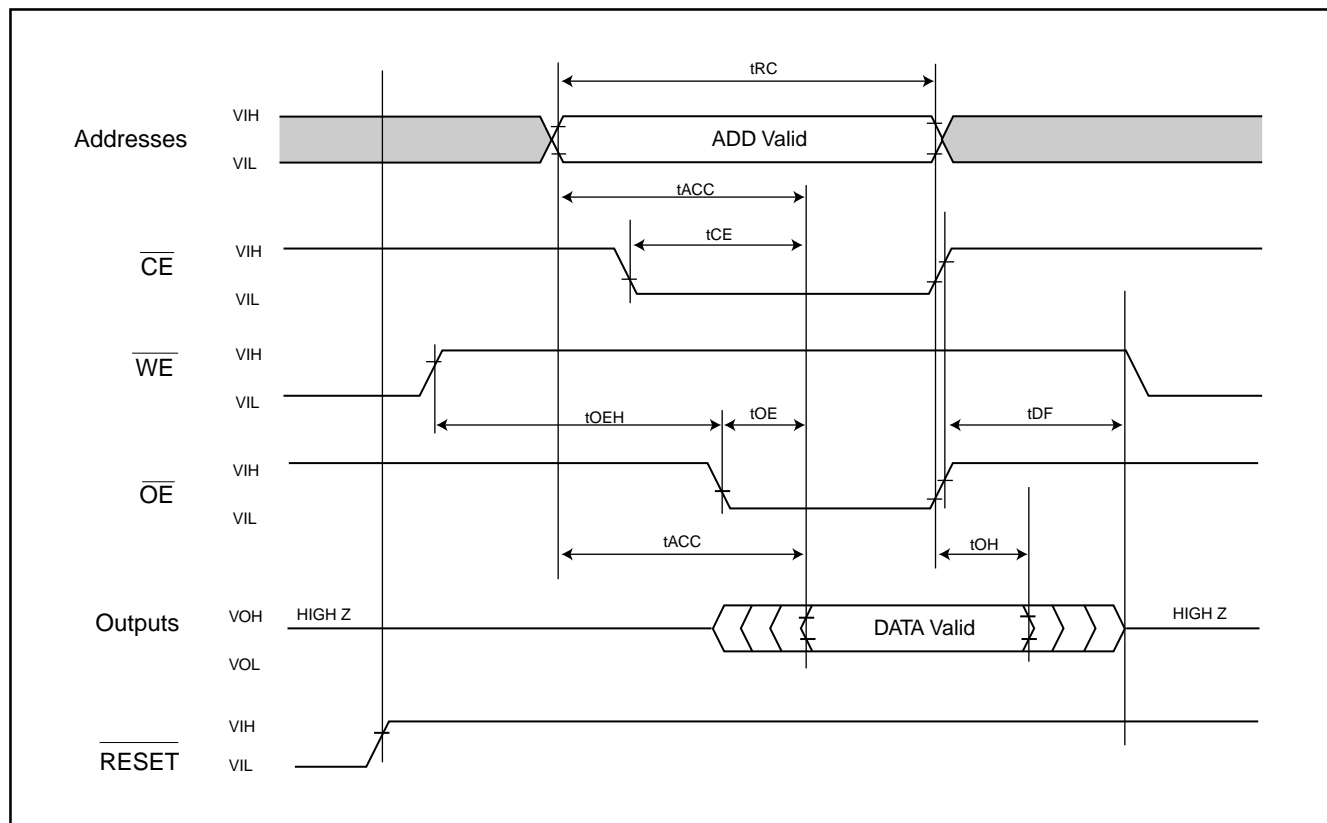 tRC
Addresses
VIH
VIL
ADD Valid
tACC
tCE
CE
VIH
VIL
WE
VIH
VIL
tOEH
tOE
tDF
OE
VIH
VIL
tACC
tOH
Outputs
VOH
VOL
HIGH Z
DATA Valid
HIGH Z
RESET
VIH
VIL